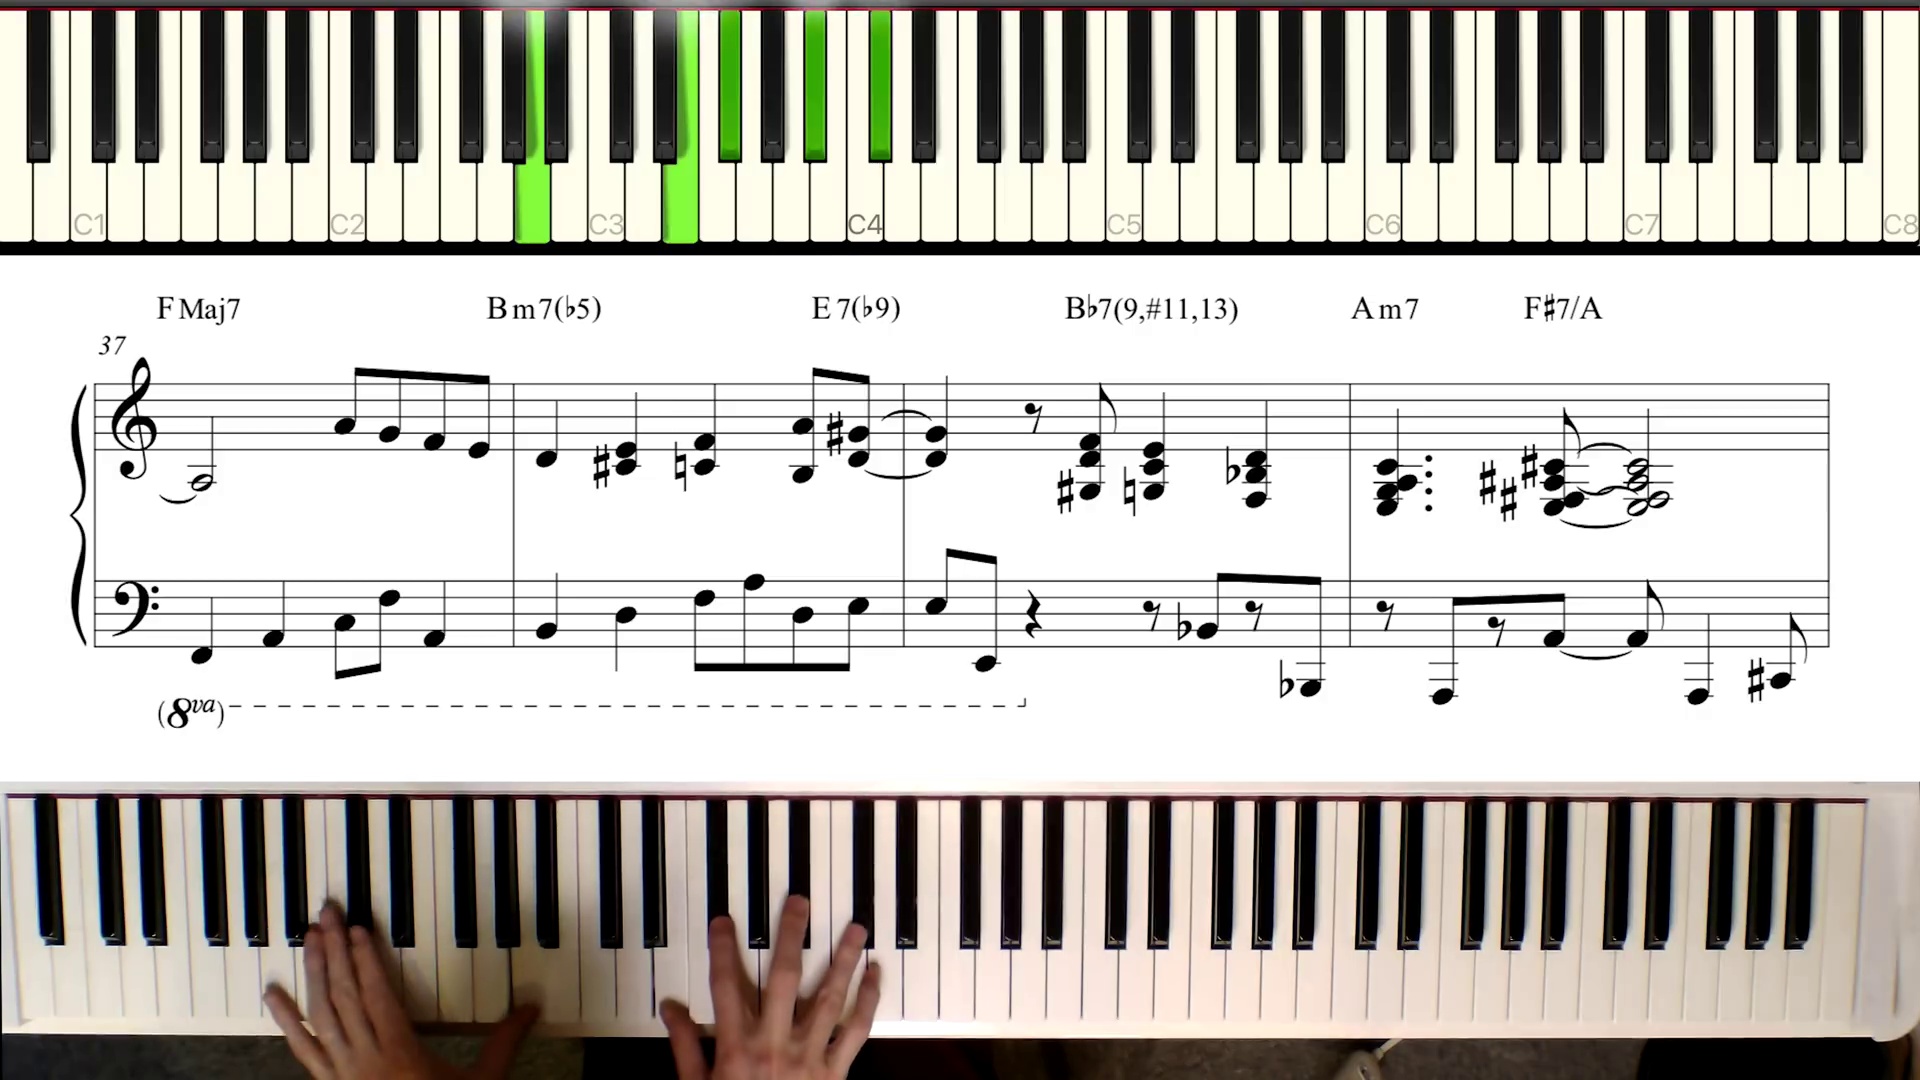 C1 C2 C3 C4 C5 C6 C7 C8
F Maj7 B m7(♭5) E 7(♭9) B♭7(9,#11,13) A m7 F♯7/A
37
(8va)